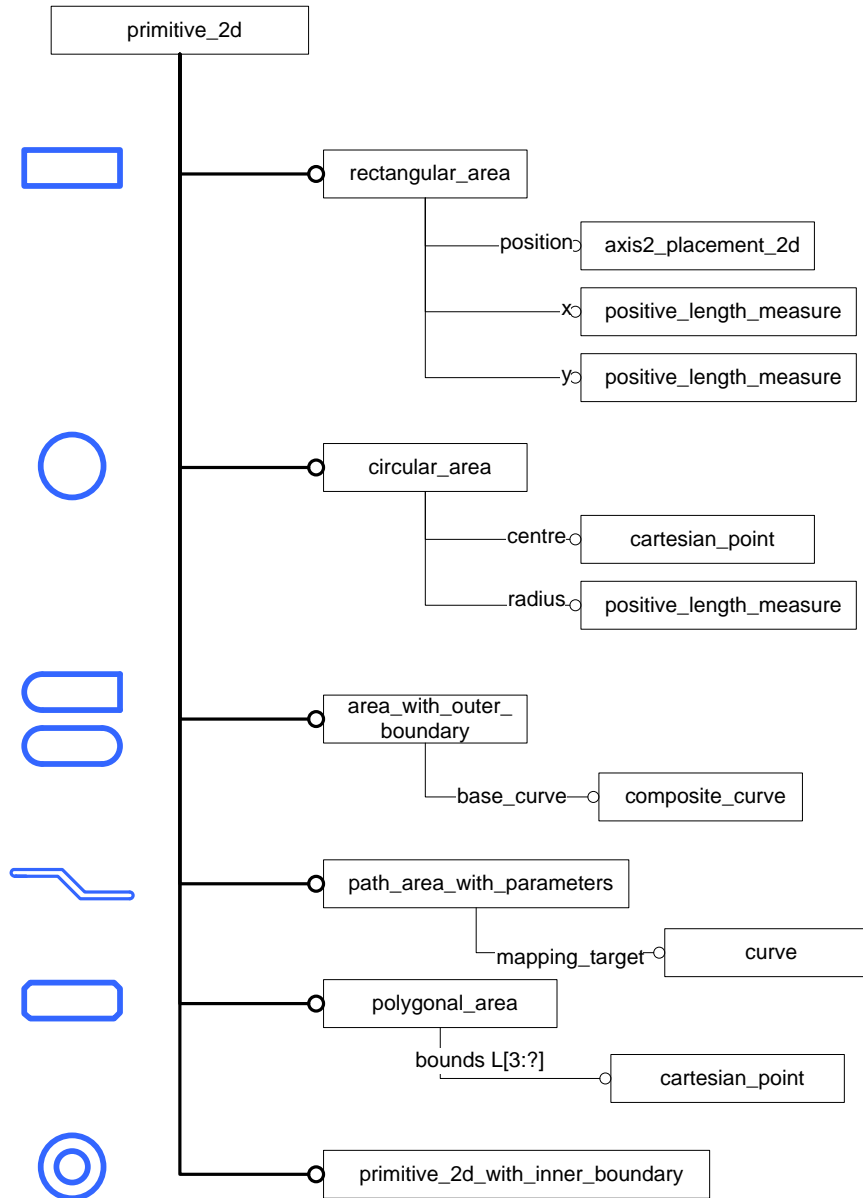 primitive_2d
rectangular_area
position
axis2_placement_2d
x
positive_length_measure
y
positive_length_measure
circular_area
centre
cartesian_point
radius
positive_length_measure
area_with_outer_
boundary
base_curve
composite_curve
path_area_with_parameters
mapping_target
curve
polygonal_area
bounds L[3:?]
cartesian_point
primitive_2d_with_inner_boundary